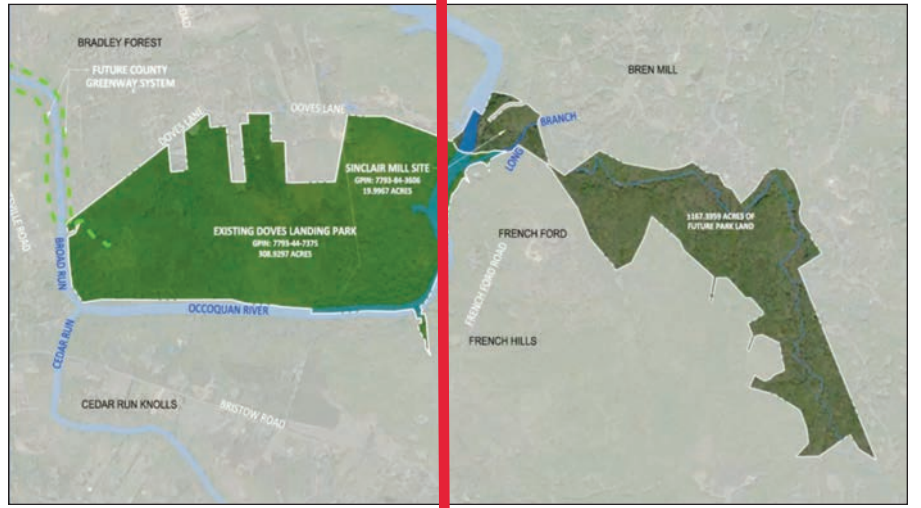 BRADLEY FOREST
FUTURE COUNTY
GREENWAY SYSTEM
DOVES LANE
DOVES LANE
SINCLAIR MILL SITE
GPIN: 7793-84-3606
19.9967 ACRES
EXISTING DOVES LANDING PARK
GPIN: 7793-44-7375
308.9297 ACRES
BROAD RUN
OCCOQUAN RIVER
CEDAR RUN
CEDAR RUN KNOLLS
BRISTOW ROAD
BREN MILL
LONG BRANCH
±167.3359 ACRES OF
FUTURE PARK LAND
FRENCH FORD
FRENCH FORD ROAD
FRENCH HILLS